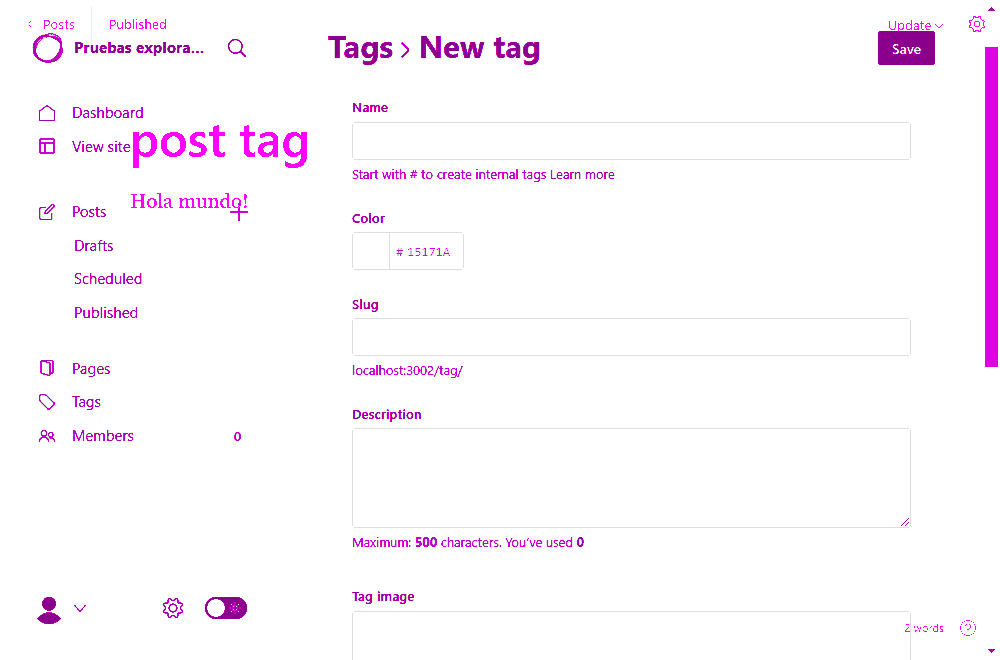 Posts
Published
Update
Pruebas explora...
Tags > New tag
Save
Name
Dashboard
View site
post tag
Start with # to create internal tags Learn more
Hola mundo!
Posts
Color
Drafts
# 15171A
Scheduled
Slug
Published
Pages
localhost:3002/tag/
Tags
Description
Members
0
Maximum: 500 characters. You've used 0
Tag image
2 words